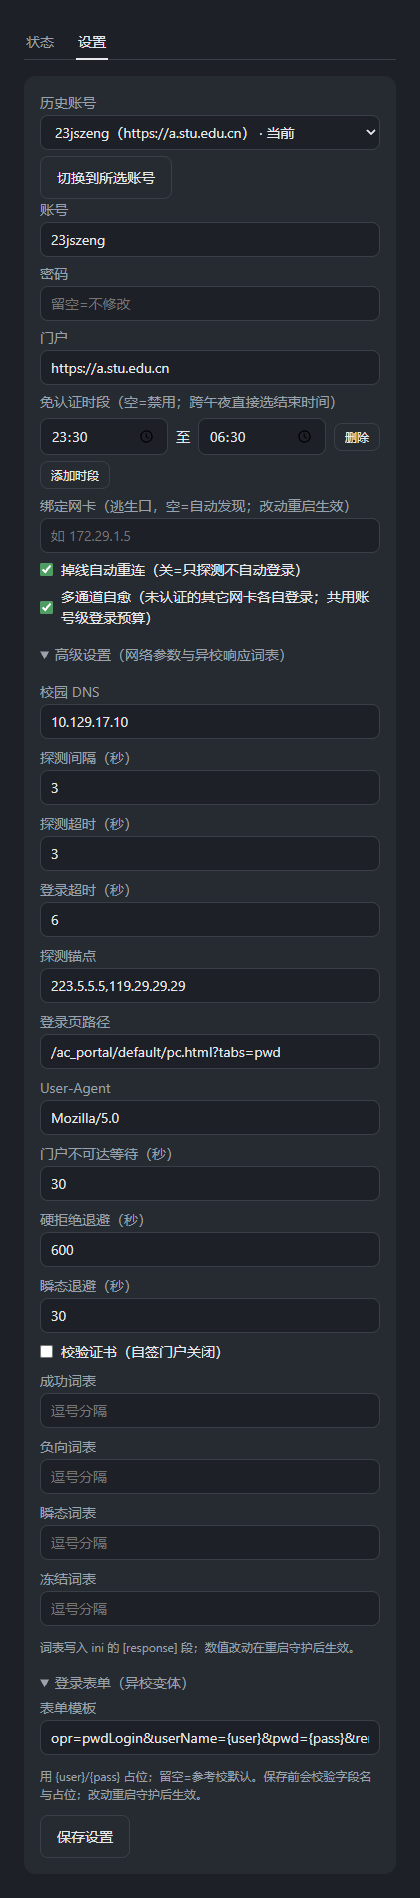 状态 设置
历史账号
23jszeng（https://a.stu.edu.cn）· 当前
切换到所选账号
账号
23jszeng
密码
留空=不修改
门户
https://a.stu.edu.cn
免认证时段（空=禁用；跨午夜直接选结束时间）
23:30 至 06:30 删除
添加时段
绑定网卡（逃生口，空=自动发现；改动重启生效）
如 172.29.1.5
掉线自动重连（关=只探测不自动登录）
多通道自愈（未认证的其它网卡各自登录；共用账
号级登录预算）
▼ 高级设置（网络参数与异校响应词表）
校园 DNS
10.129.17.10
探测间隔（秒）
3
探测超时（秒）
3
登录超时（秒）
6
探测锚点
223.5.5.5,119.29.29.29
登录页路径
/ac_portal/default/pc.html?tabs=pwd
User-Agent
Mozilla/5.0
门户不可达等待（秒）
30
硬拒绝退避（秒）
600
瞬态退避（秒）
30
校验证书（自签门户关闭）
成功词表
逗号分隔
负向词表
逗号分隔
瞬态词表
逗号分隔
冻结词表
逗号分隔
词表写入 ini 的 [response] 段；数值改动在重启守护后生效。
▼ 登录表单（异校变体）
表单模板
opr=pwdLogin&userName={user}&pwd={pass}&re
用 {user}/{pass} 占位；留空=参考校默认。保存前会校验字段名
与占位；改动重启守护后生效。
保存设置